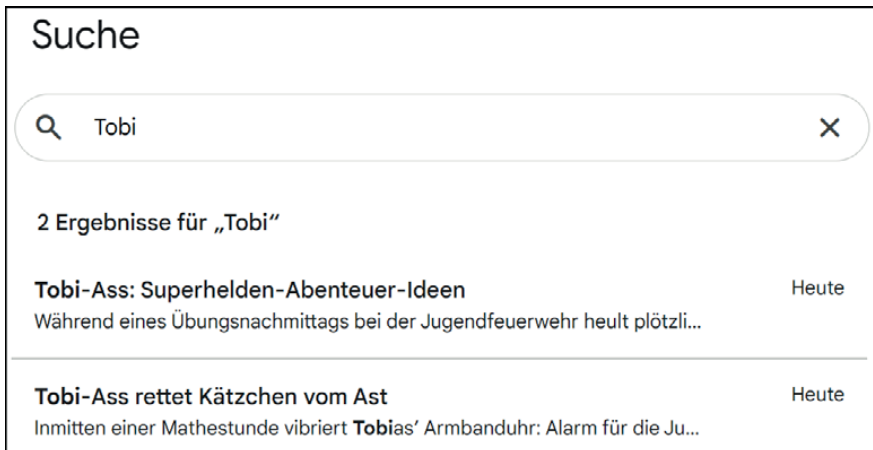 Suche
Tobi
2 Ergebnisse für „Tobi“
Tobi-Ass: Superhelden-Abenteuer-Ideen Heute
Während eines Übungsnachmittags bei der Jugendfeuerwehr heult plötzli...
Tobi-Ass rettet Kätzchen vom Ast Heute
Inmitten einer Mathestunde vibriert Tobias’ Armbanduhr: Alarm für die Ju...